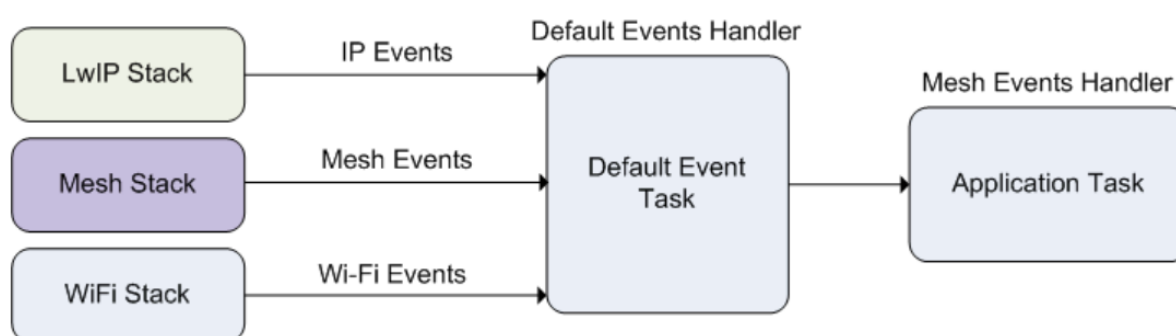 Default Events Handler
LwIP Stack
IP Events
Mesh Events Handler
Mesh Stack
Mesh Events
Default Event
Task
Application Task
WiFi Stack
Wi-Fi Events